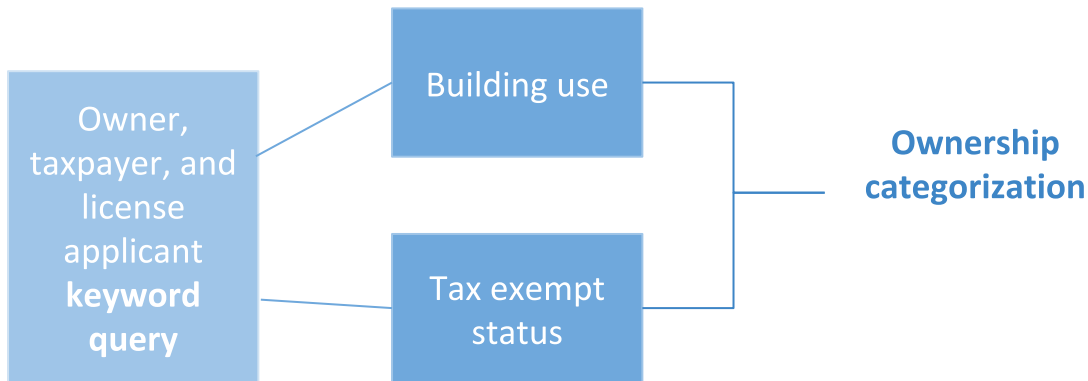 Owner,
taxpayer, and
license
applicant
keyword
query
Building use
Tax exempt
status
Ownership
categorization